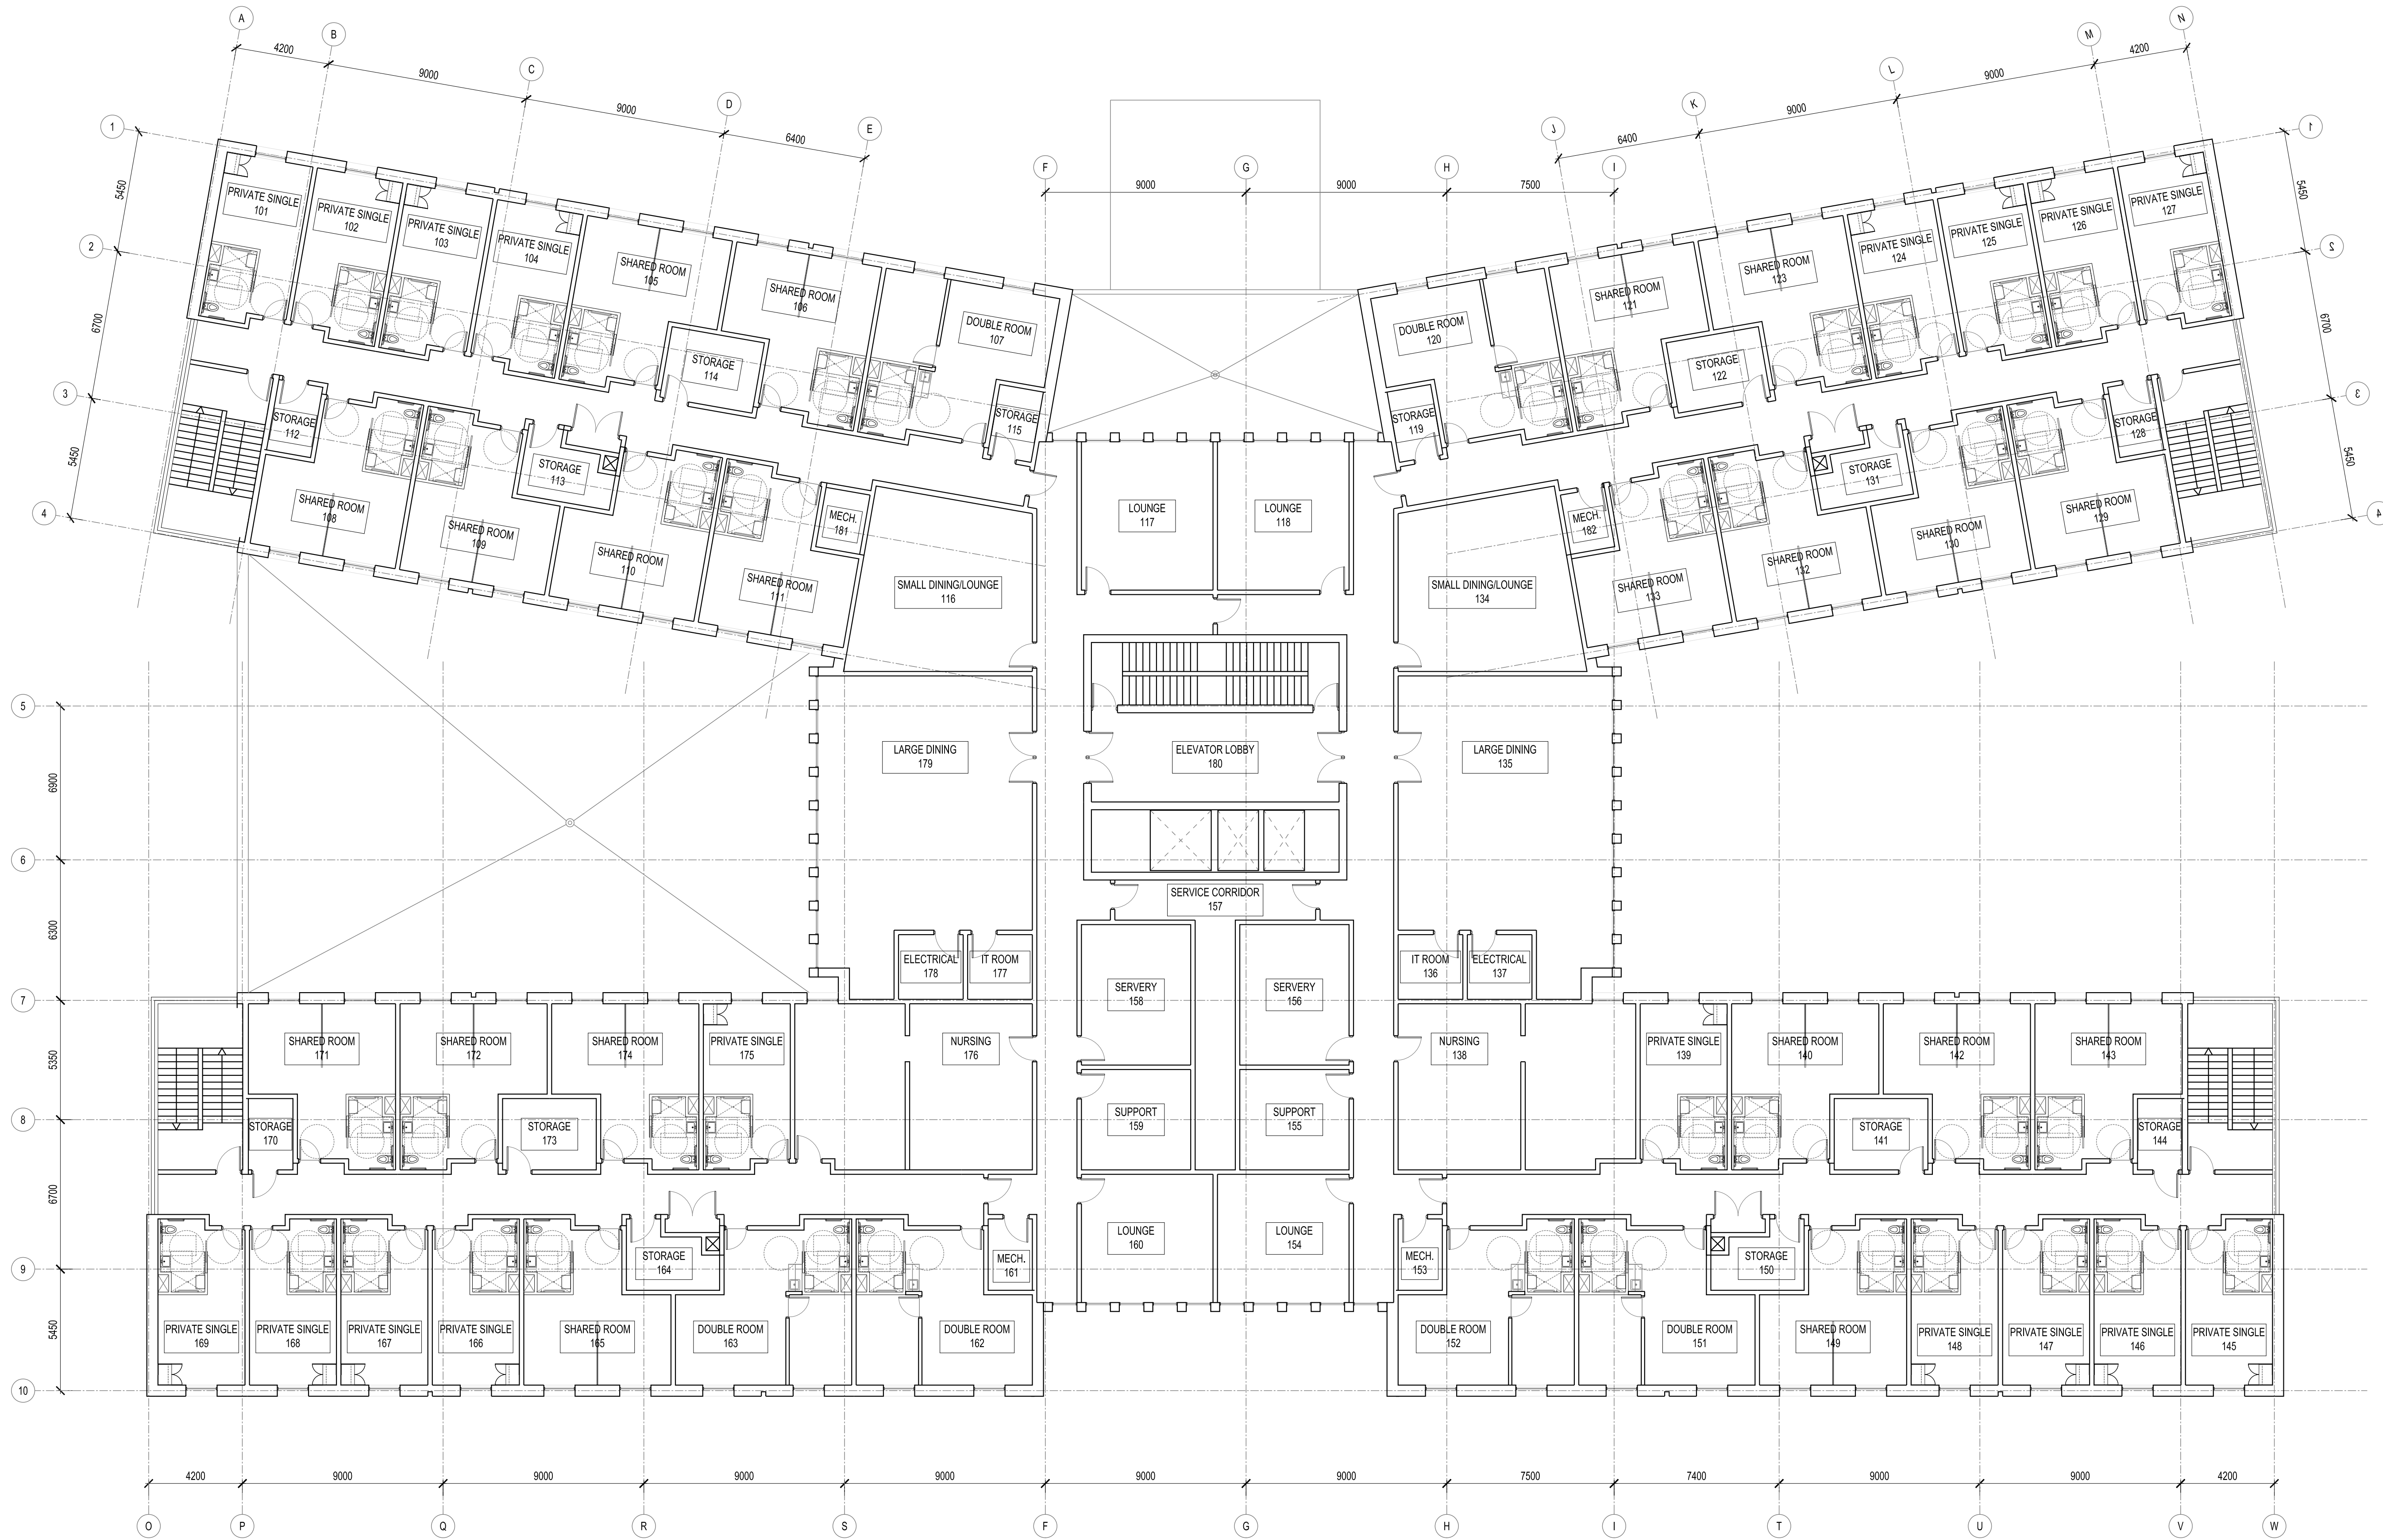 A
B
C
D
E
F
G
H
I
J
K
L
M
N
4200
9000
9000
6400
9000
9000
7500
6400
9000
9000
4200
1
2
3
4
5450
6700
5450
1
2
3
4
5450
6700
5450
PRIVATE SINGLE
101
PRIVATE SINGLE
102
PRIVATE SINGLE
103
PRIVATE SINGLE
104
SHARED ROOM
105
SHARED ROOM
106
DOUBLE ROOM
107
STORAGE
114
STORAGE
115
STORAGE
112
STORAGE
113
SHARED ROOM
108
SHARED ROOM
109
SHARED ROOM
110
SHARED ROOM
111
MECH.
181
SMALL DINING/LOUNGE
116
LOUNGE
117
LOUNGE
118
DOUBLE ROOM
120
SHARED ROOM
121
SHARED ROOM
123
PRIVATE SINGLE
124
PRIVATE SINGLE
125
PRIVATE SINGLE
126
PRIVATE SINGLE
127
STORAGE
119
STORAGE
122
STORAGE
131
STORAGE
128
SMALL DINING/LOUNGE
134
MECH.
182
SHARED ROOM
133
SHARED ROOM
132
SHARED ROOM
130
SHARED ROOM
129
5
6
7
8
9
10
6900
6300
5350
6700
5450
LARGE DINING
179
ELEVATOR LOBBY
180
LARGE DINING
135
SERVICE CORRIDOR
157
ELECTRICAL
178
IT ROOM
177
SERVERY
158
SERVERY
156
IT ROOM
136
ELECTRICAL
137
SHARED ROOM
171
SHARED ROOM
172
SHARED ROOM
174
PRIVATE SINGLE
175
NURSING
176
NURSING
138
PRIVATE SINGLE
139
SHARED ROOM
140
SHARED ROOM
142
SHARED ROOM
143
STORAGE
170
STORAGE
173
SUPPORT
159
SUPPORT
155
STORAGE
141
STORAGE
144
STORAGE
164
MECH.
161
LOUNGE
160
LOUNGE
154
MECH.
153
STORAGE
150
PRIVATE SINGLE
169
PRIVATE SINGLE
168
PRIVATE SINGLE
167
PRIVATE SINGLE
166
SHARED ROOM
165
DOUBLE ROOM
163
DOUBLE ROOM
162
DOUBLE ROOM
152
DOUBLE ROOM
151
SHARED ROOM
149
PRIVATE SINGLE
148
PRIVATE SINGLE
147
PRIVATE SINGLE
146
PRIVATE SINGLE
145
4200
9000
9000
9000
9000
9000
9000
7500
7400
9000
9000
4200
O
P
Q
R
S
F
G
H
I
T
U
V
W